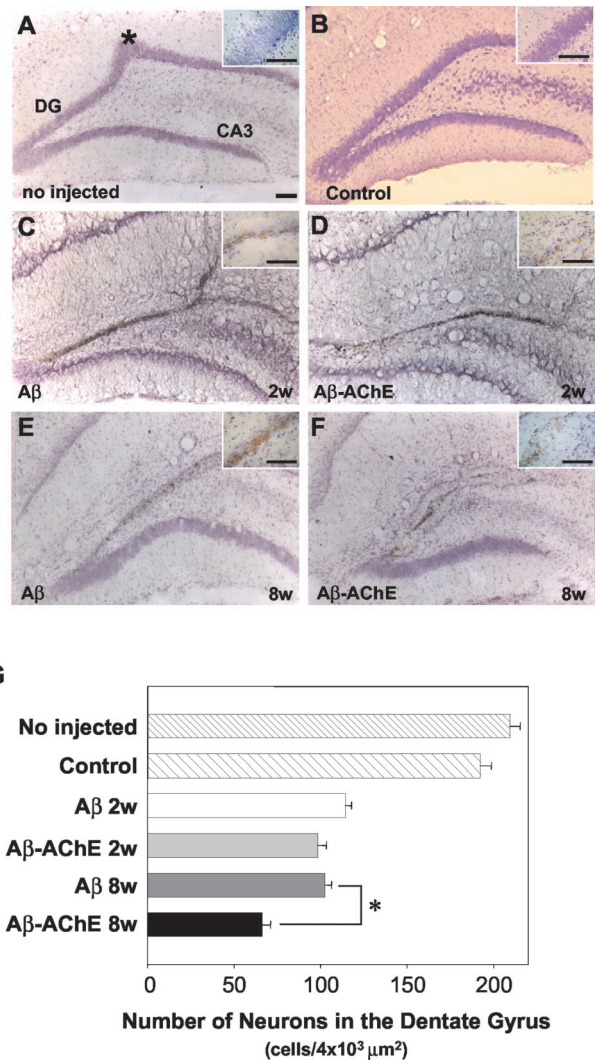 A
*
DG
CA3
no injected
B
Control
C
Aβ
2w
D
Aβ-AChE
2w
E
Aβ
8w
F
Aβ-AChE
8w
G
No injected
Control
Aβ 2w
Aβ-AChE 2w
Aβ 8w
Aβ-AChE 8w
*
0
50
100
150
200
Number of Neurons in the Dentate Gyrus
(cells/4x10³ μm²)